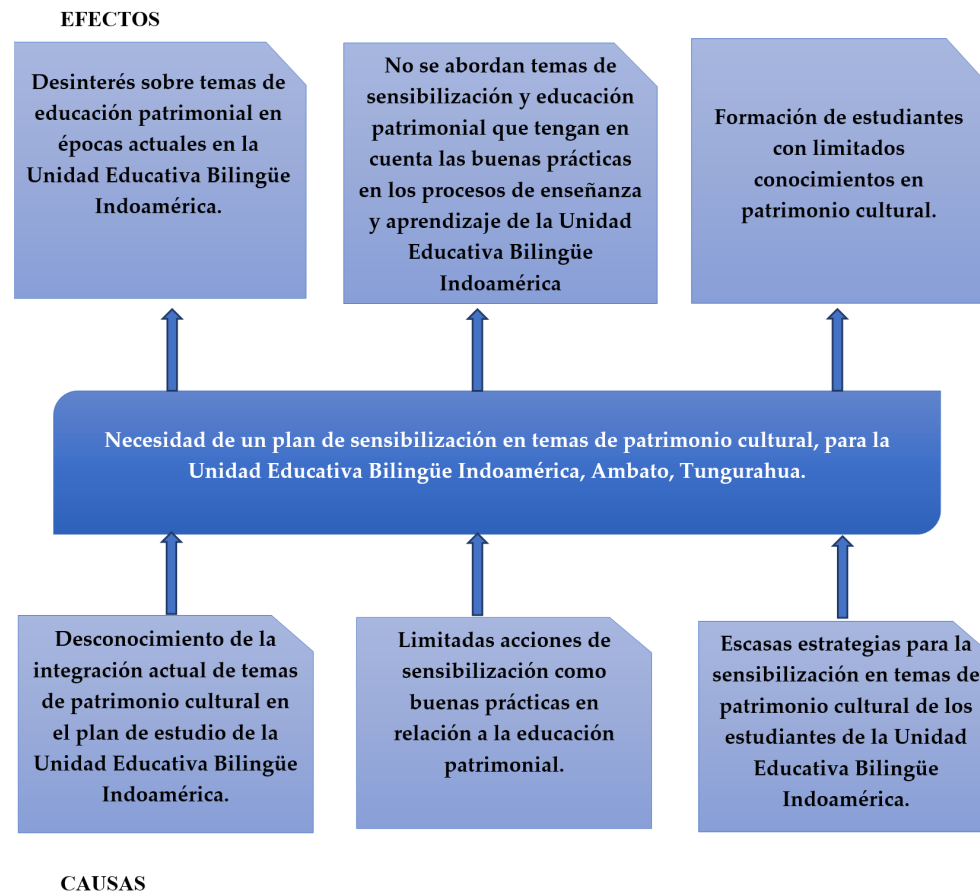 EFECTOS
Desinterés sobre temas de
educación patrimonial en
épocas actuales en la
Unidad Educativa Bilingüe
Indoamérica.
No se abordan temas de
sensibilización y educación
patrimonial que tengan en
cuenta las buenas prácticas
en los procesos de enseñanza
y aprendizaje de la Unidad
Educativa Bilingüe
Indoamérica
Formación de estudiantes
con limitados
conocimientos en
patrimonio cultural.
Necesidad de un plan de sensibilización en temas de patrimonio cultural, para la
Unidad Educativa Bilingüe Indoamérica, Ambato, Tungurahua.
Desconocimiento de la
integración actual de temas
de patrimonio cultural en
el plan de estudio de la
Unidad Educativa Bilingüe
Indoamérica.
Limitadas acciones de
sensibilización como
buenas prácticas en
relación a la educación
patrimonial.
Escasas estrategias para la
sensibilización en temas de
patrimonio cultural de los
estudiantes de la Unidad
Educativa Bilingüe
Indoamérica.
CAUSAS